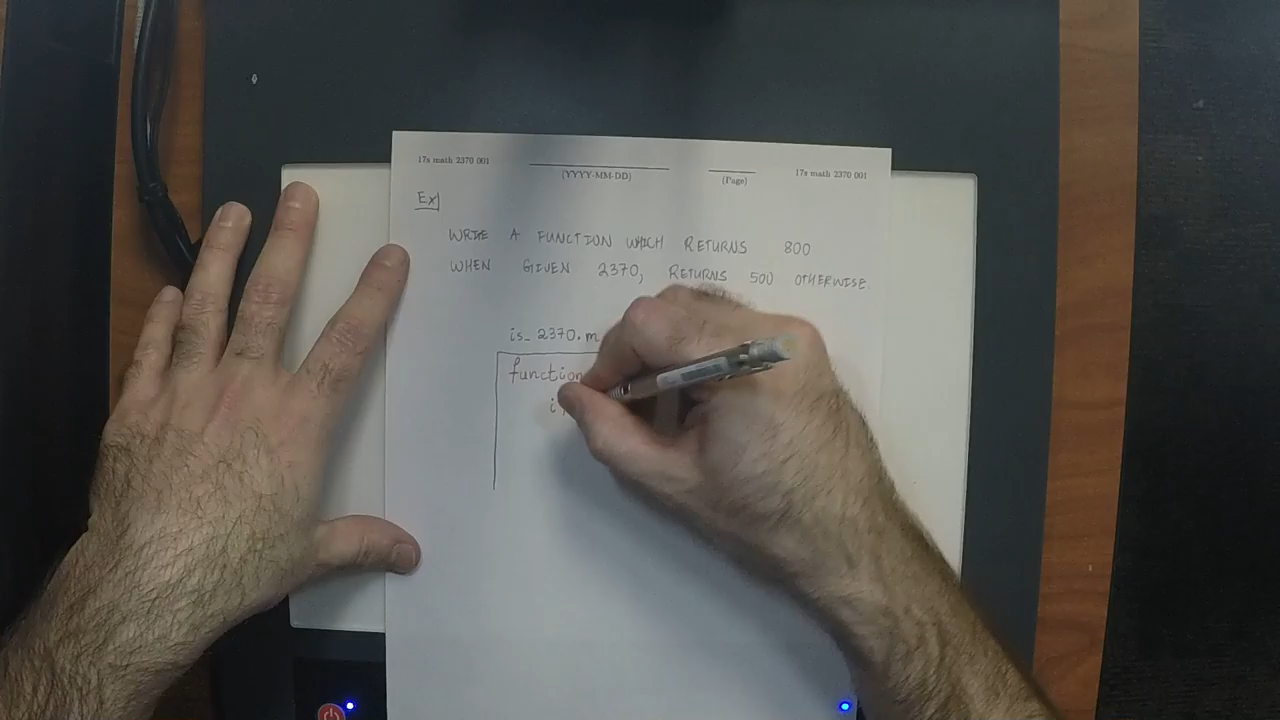 17s math 2370 001
(YYYY-MM-DD)
(Page)
17s math 2370 001
Ex
WRITE A FUNCTION WHICH RETURNS 800
WHEN GIVEN 2370, RETURNS 500 OTHERWISE.
is_2370.m
function